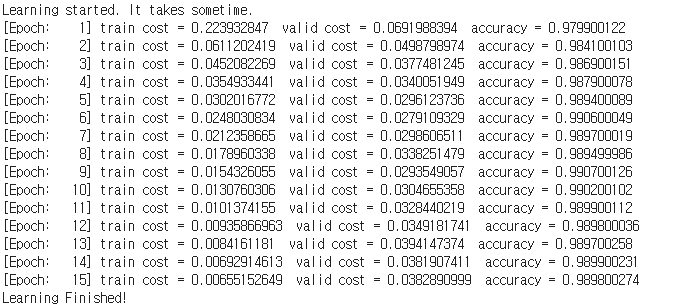 Learning started. It takes sometime.
[Epoch:    1] train cost = 0.223932847  valid cost = 0.0691988394  accuracy = 0.979900122
[Epoch:    2] train cost = 0.0611202419  valid cost = 0.0498798974  accuracy = 0.984100103
[Epoch:    3] train cost = 0.0452082269  valid cost = 0.0377481245  accuracy = 0.986900151
[Epoch:    4] train cost = 0.0354933441  valid cost = 0.0340051949  accuracy = 0.987900078
[Epoch:    5] train cost = 0.0302016772  valid cost = 0.0296123736  accuracy = 0.989400089
[Epoch:    6] train cost = 0.0248030834  valid cost = 0.0279109329  accuracy = 0.990600049
[Epoch:    7] train cost = 0.0212358665  valid cost = 0.0298606511  accuracy = 0.989700019
[Epoch:    8] train cost = 0.0178960338  valid cost = 0.0338251479  accuracy = 0.989499986
[Epoch:    9] train cost = 0.0154326055  valid cost = 0.0293549057  accuracy = 0.990700126
[Epoch:   10] train cost = 0.0130760306  valid cost = 0.0304655358  accuracy = 0.990200102
[Epoch:   11] train cost = 0.0101374155  valid cost = 0.0328440219  accuracy = 0.989900112
[Epoch:   12] train cost = 0.00935866963  valid cost = 0.0349181741  accuracy = 0.989800036
[Epoch:   13] train cost = 0.0084161181  valid cost = 0.0394147374  accuracy = 0.989700258
[Epoch:   14] train cost = 0.00692914613  valid cost = 0.0381907411  accuracy = 0.989900231
[Epoch:   15] train cost = 0.00655152649  valid cost = 0.0382890999  accuracy = 0.989800274
Learning Finished!